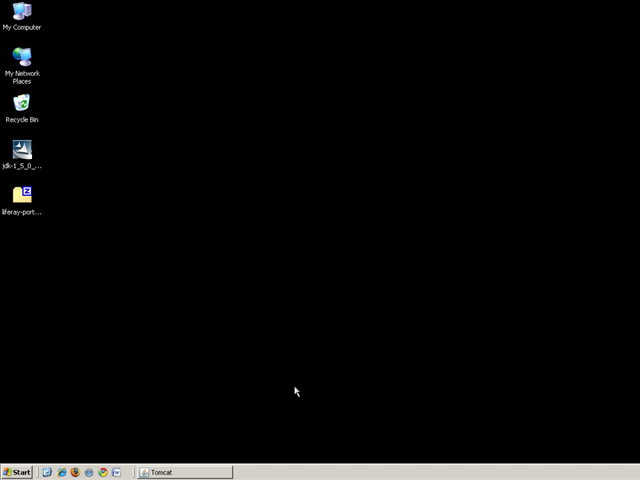 My Computer
My Network
Places
Recycle Bin
jdk-1_5_0_...
liferay-port...
Start
Tomcat